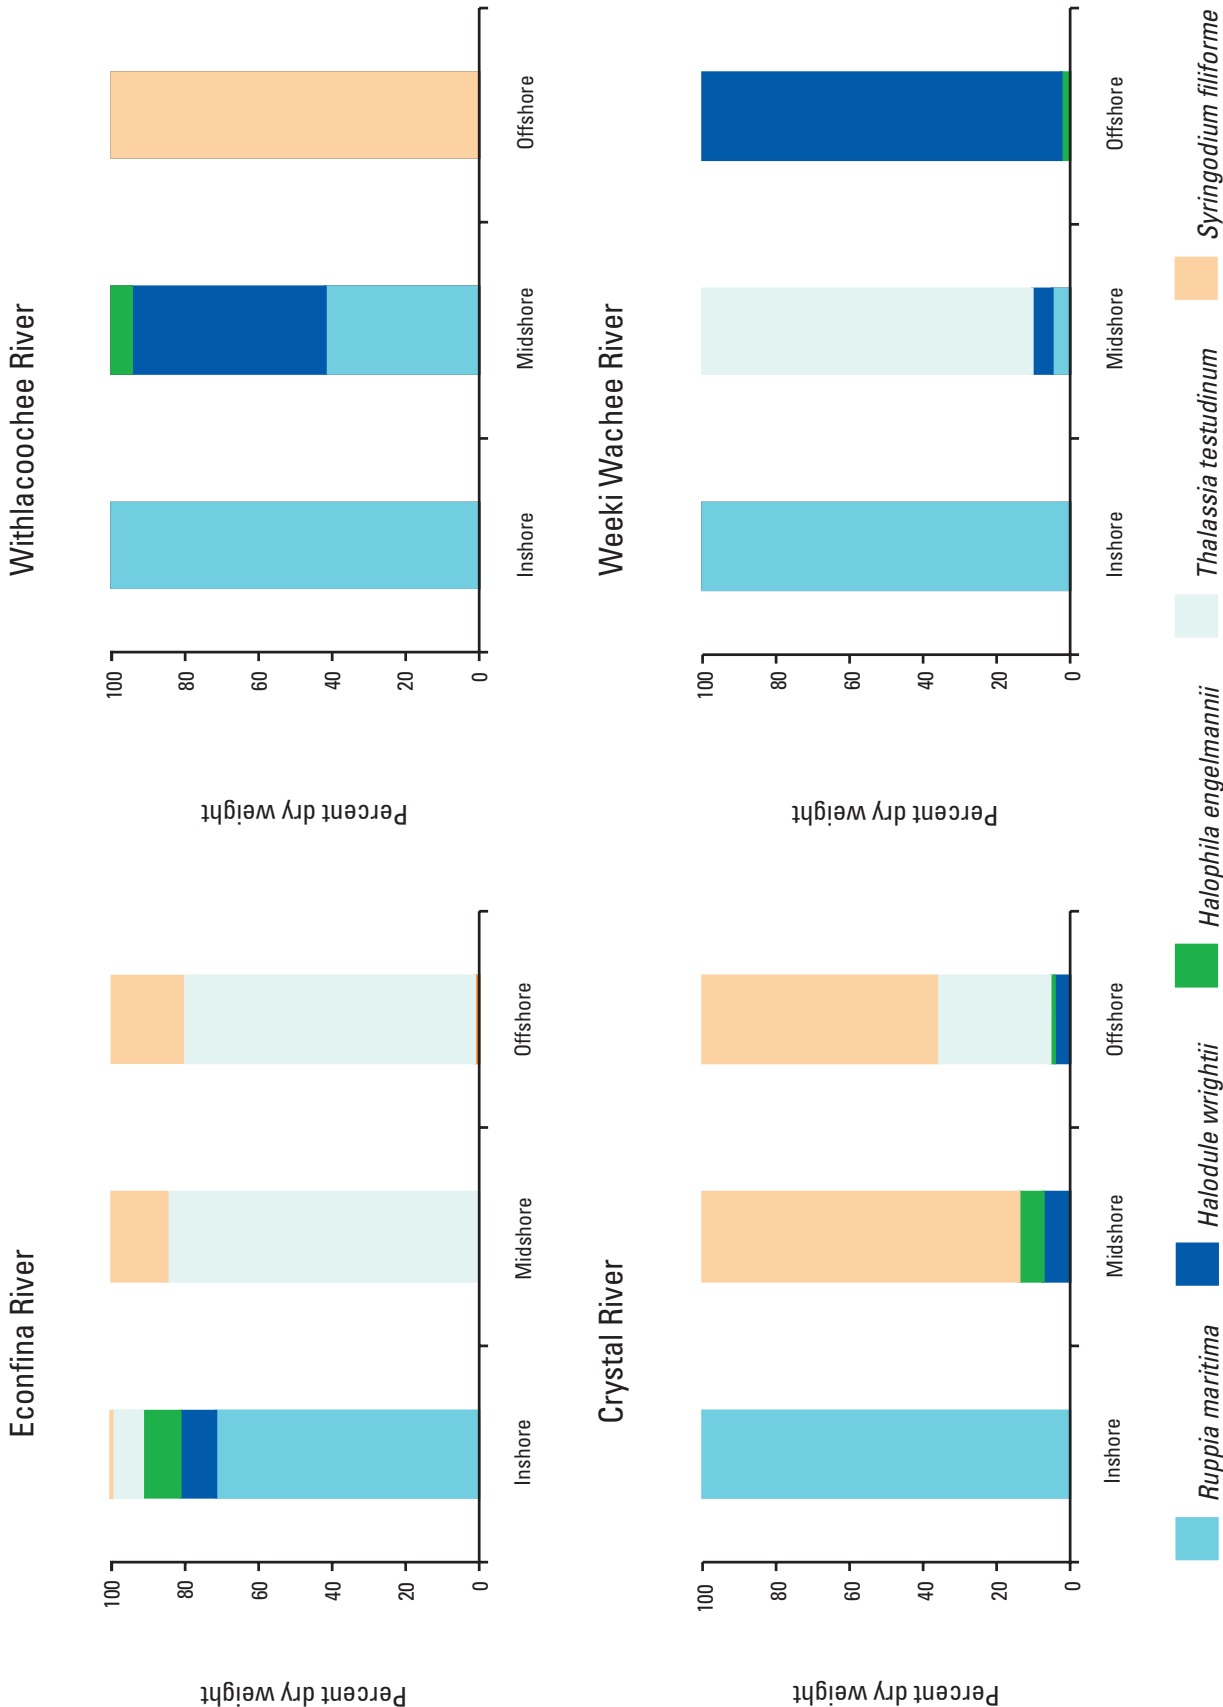 Econfina River
Percent dry weight
100
80
60
40
20
0
Inshore
Midshore
Offshore
Withlacoochee River
Percent dry weight
100
80
60
40
20
0
Inshore
Midshore
Offshore
Crystal River
Percent dry weight
100
80
60
40
20
0
Inshore
Midshore
Offshore
Weeki Wachee River
Percent dry weight
100
80
60
40
20
0
Inshore
Midshore
Offshore
Ruppia maritima
Halodule wrightii
Halophila engelmannii
Thalassia testudinum
Syringodium filiforme